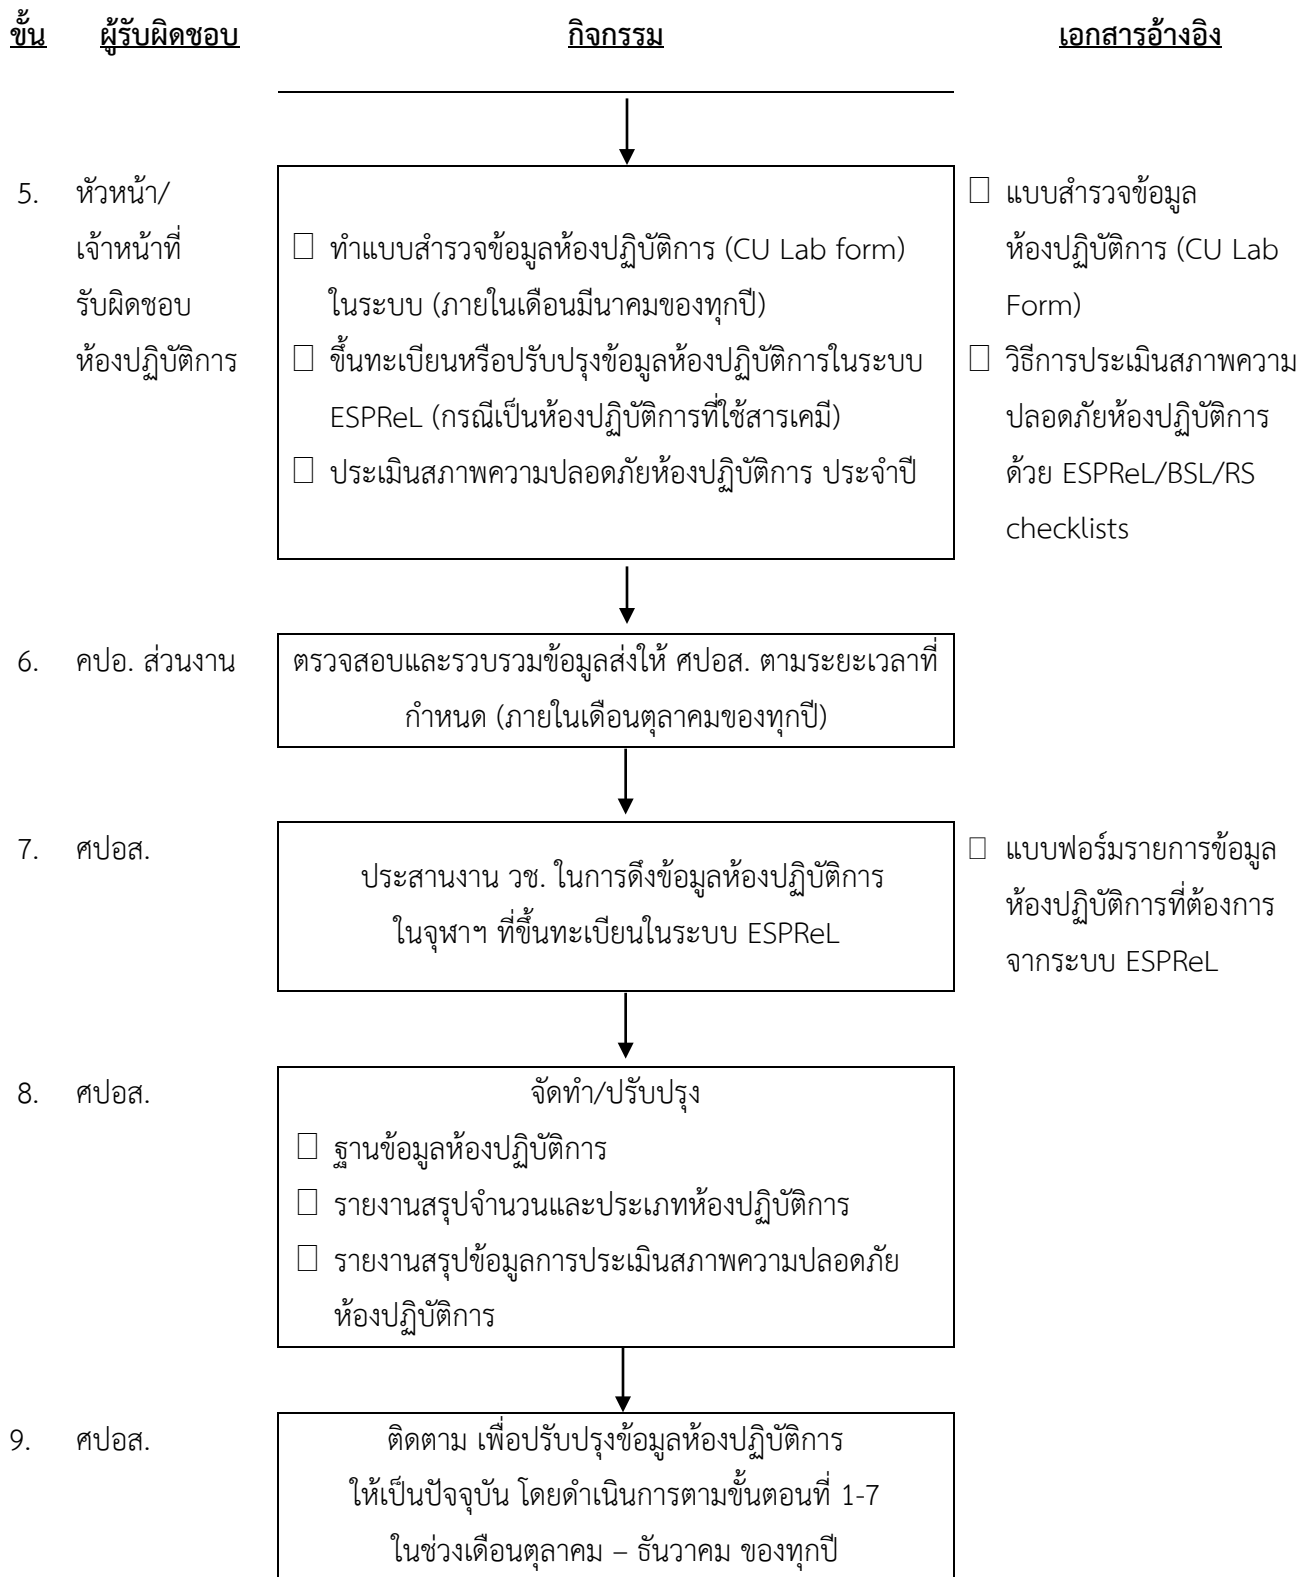 ขั้น ผู้รับผิดชอบ กิจกรรม เอกสารอ้างอิง
5. หัวหน้า/
เจ้าหน้าที่
รับผิดชอบ
ห้องปฏิบัติการ
☐ ทำแบบสำรวจข้อมูลห้องปฏิบัติการ (CU Lab form)
ในระบบ (ภายในเดือนมีนาคมของทุกปี)
☐ ขึ้นทะเบียนหรือปรับปรุงข้อมูลห้องปฏิบัติการในระบบ
ESPReL (กรณีเป็นห้องปฏิบัติการที่ใช้สารเคมี)
☐ ประเมินสภาพความปลอดภัยห้องปฏิบัติการ ประจำปี
☐ แบบสำรวจข้อมูล
ห้องปฏิบัติการ (CU Lab
Form)
☐ วิธีการประเมินสภาพความ
ปลอดภัยห้องปฏิบัติการ
ด้วย ESPReL/BSL/RS
checklists
6. คปอ. ส่วนงาน
ตรวจสอบและรวบรวมข้อมูลส่งให้ ศปอส. ตามระยะเวลาที่
กำหนด (ภายในเดือนตุลาคมของทุกปี)
7. ศปอส.
ประสานงาน วช. ในการดึงข้อมูลห้องปฏิบัติการ
ในจุฬาฯ ที่ขึ้นทะเบียนในระบบ ESPReL
☐ แบบฟอร์มรายการข้อมูล
ห้องปฏิบัติการที่ต้องการ
จากระบบ ESPReL
8. ศปอส.
จัดทำ/ปรับปรุง
☐ ฐานข้อมูลห้องปฏิบัติการ
☐ รายงานสรุปจำนวนและประเภทห้องปฏิบัติการ
☐ รายงานสรุปข้อมูลการประเมินสภาพความปลอดภัย
ห้องปฏิบัติการ
9. ศปอส.
ติดตาม เพื่อปรับปรุงข้อมูลห้องปฏิบัติการ
ให้เป็นปัจจุบัน โดยดำเนินการตามขั้นตอนที่ 1-7
ในช่วงเดือนตุลาคม – ธันวาคม ของทุกปี